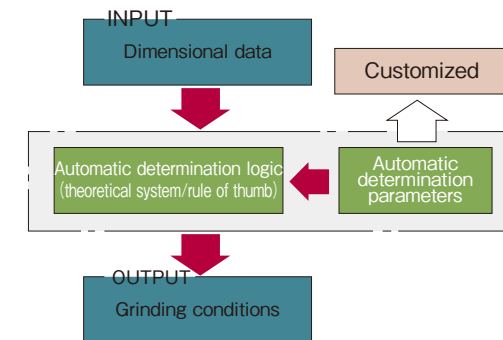 INPUT
Dimensional data
Customized
Automatic determination logic
(theoretical system/rule of thumb)
Automatic
determination
parameters
OUTPUT
Grinding conditions